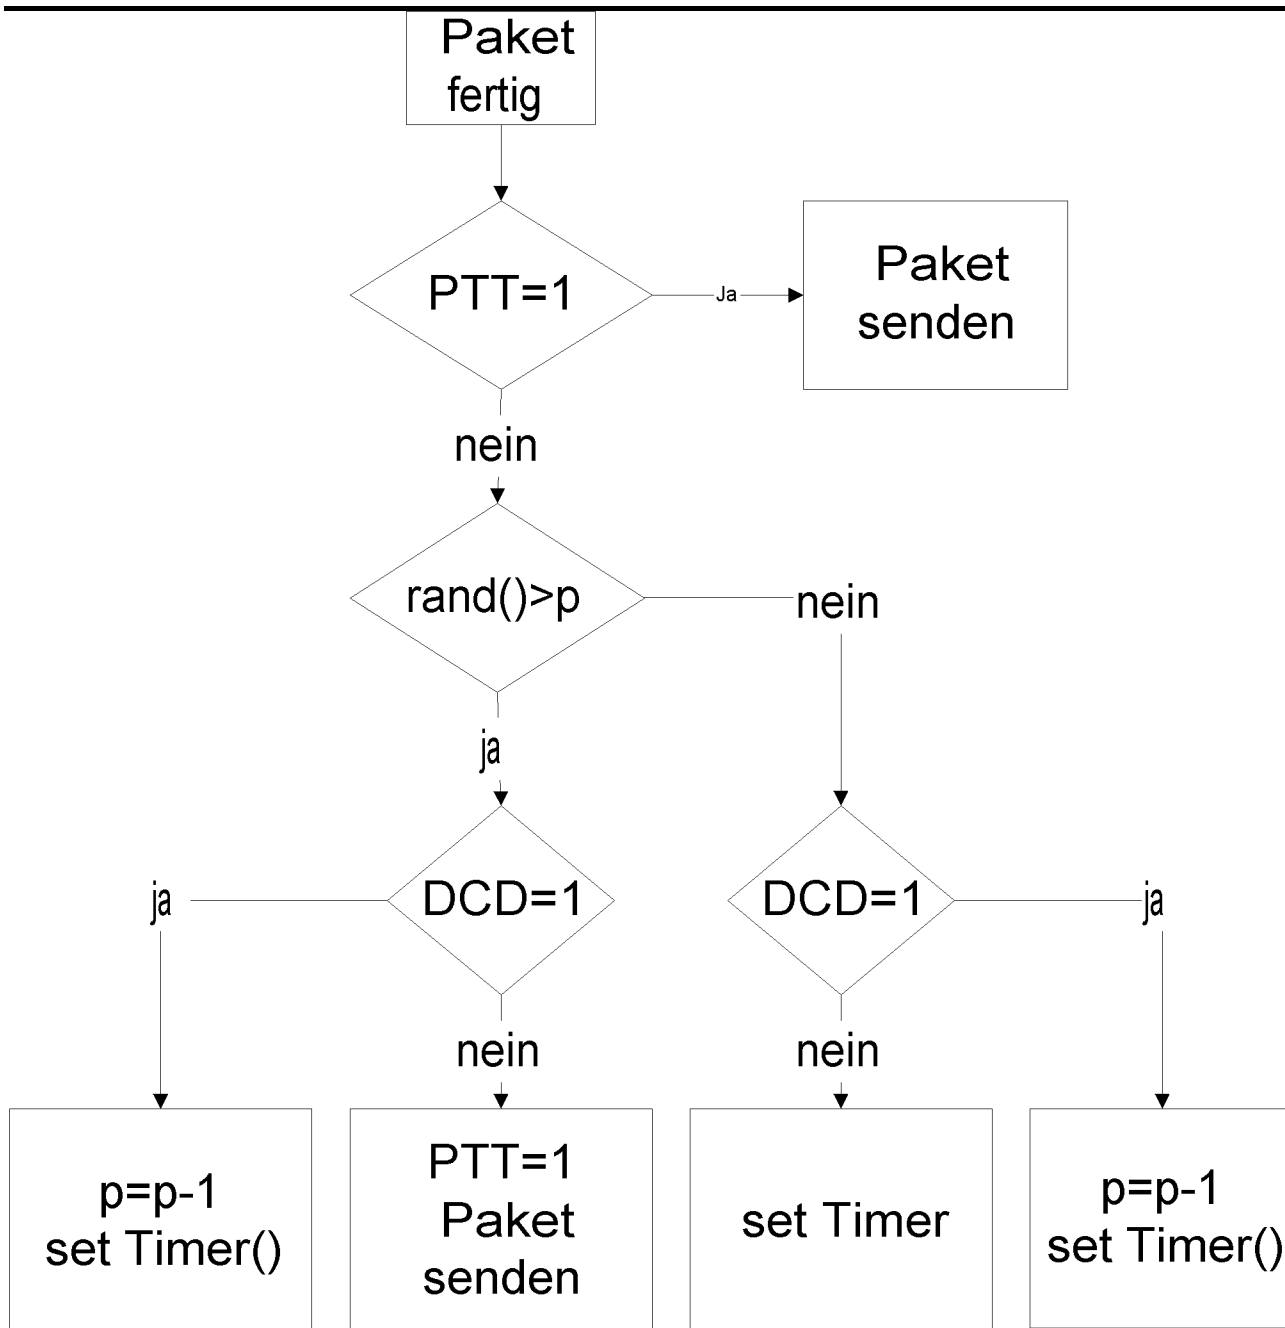 Paket
fertig
PTT=1
Ja
Paket
senden
nein
rand()>p
nein
ja
DCD=1
DCD=1
ja
ja
nein
nein
p=p-1
set Timer()
PTT=1
Paket
senden
set Timer
p=p-1
set Timer()